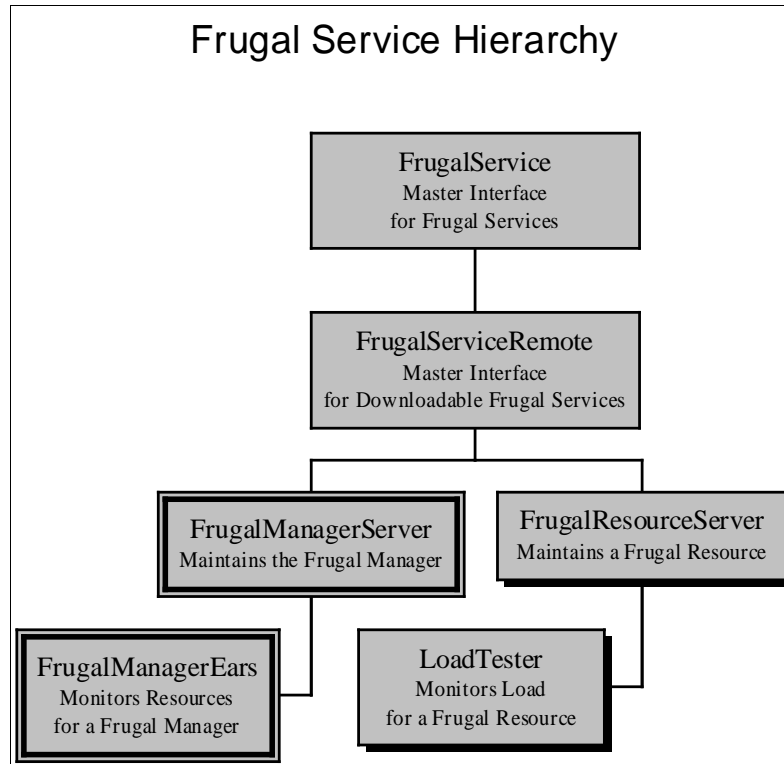 Frugal Service Hierarchy
FrugalService
Master Interface
for Frugal Services
FrugalServiceRemote
Master Interface
for Downloadable Frugal Services
FrugalManagerServer
Maintains the Frugal Manager
FrugalResourceServer
Maintains a Frugal Resource
FrugalManagerEars
Monitors Resources
for a Frugal Manager
LoadTester
Monitors Load
for a Frugal Resource